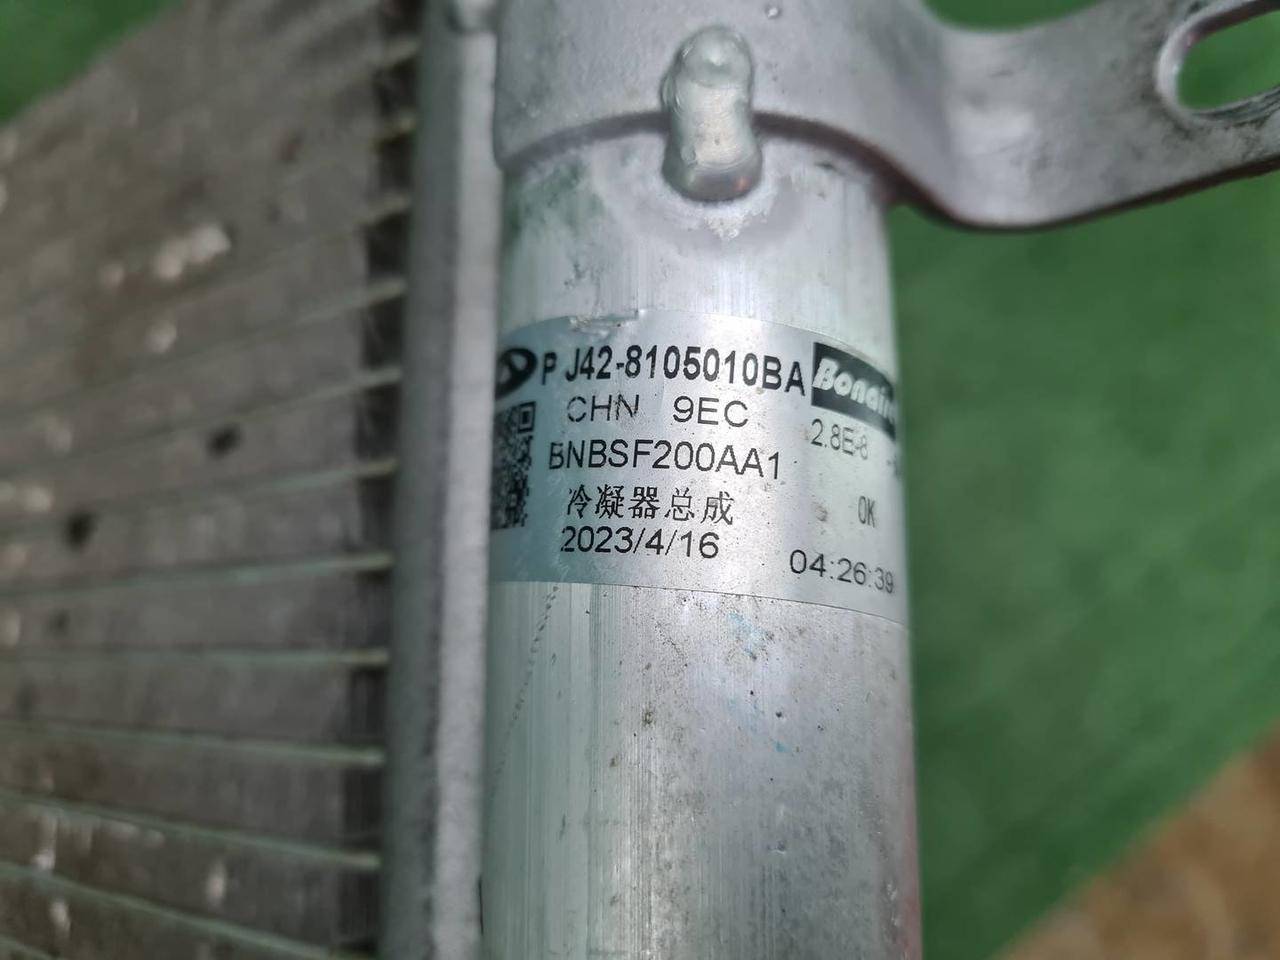 P J42-8105010BA
Bonaire
CHN 9EC
2.8E-8
BNBSF200AA1
冷凝器总成
OK
2023/4/16
04:26:39